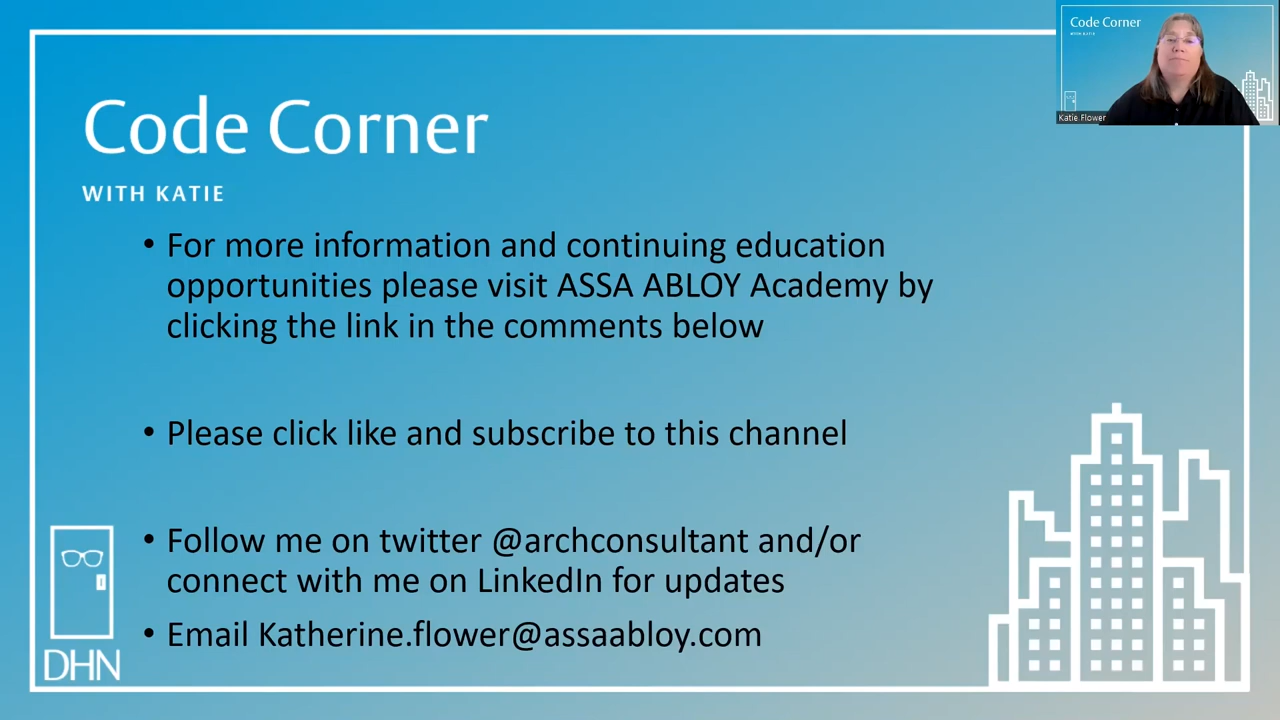 Code Corner
WITH KATIE
• For more information and continuing education
opportunities please visit ASSA ABLOY Academy by
clicking the link in the comments below
• Please click like and subscribe to this channel
• Follow me on twitter @archconsultant and/or
connect with me on LinkedIn for updates
• Email Katherine.flower@assaabloy.com
DHN
Code Corner
WITH KATIE
Katie Flower